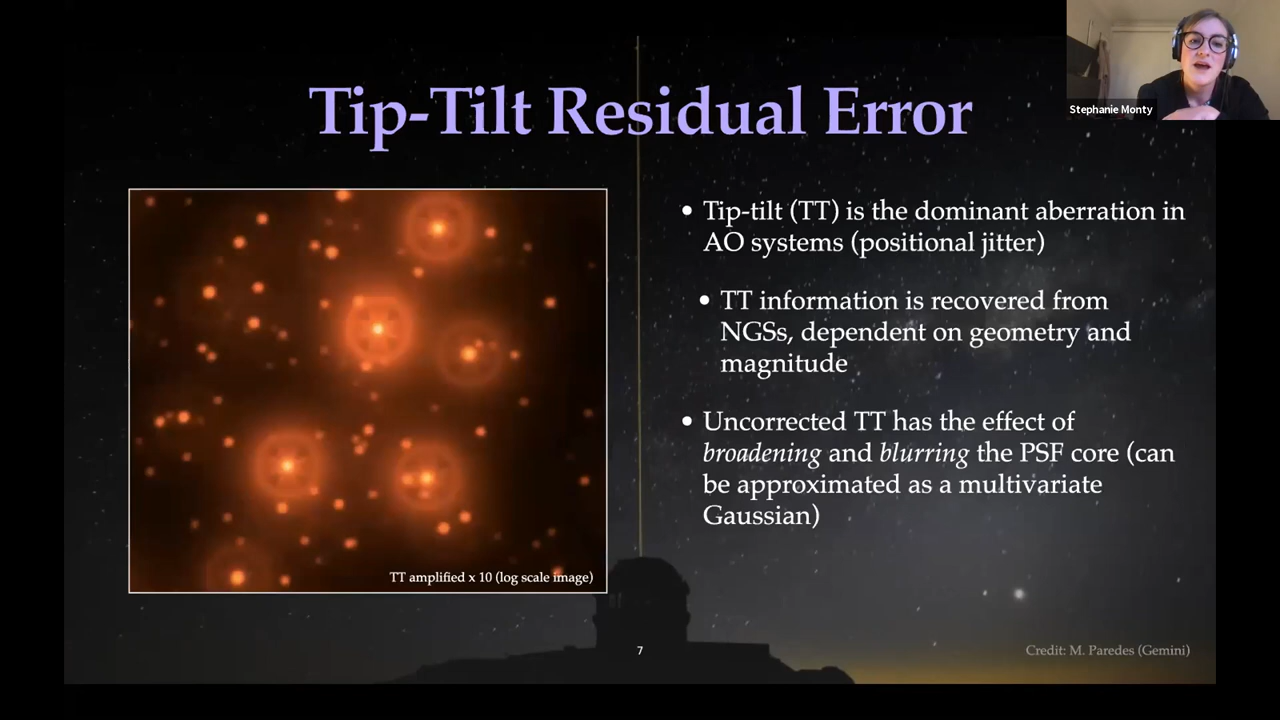 Stephanie Monty
Tip-Tilt Residual Error
• Tip-tilt (TT) is the dominant aberration in
AO systems (positional jitter)
• TT information is recovered from
NGSs, dependent on geometry and
magnitude
• Uncorrected TT has the effect of
broadening and blurring the PSF core (can
be approximated as a multivariate
Gaussian)
TT amplified x 10 (log scale image)
7
Credit: M. Paredes (Gemini)